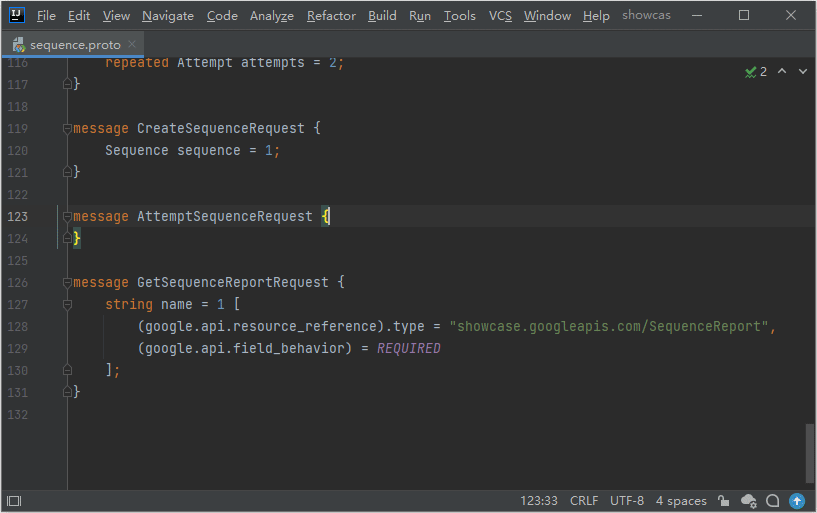 IJ File Edit View Navigate Code Analyze Refactor Build Run Tools VCS Window Help showcas
sequence.proto
2
116 repeated Attempt attempts = 2;
117 }
118
119 message CreateSequenceRequest {
120 Sequence sequence = 1;
121 }
122
123 message AttemptSequenceRequest {
124 }
125
126 message GetSequenceReportRequest {
127 string name = 1 [
128 (google.api.resource_reference).type = "showcase.googleapis.com/SequenceReport",
129 (google.api.field_behavior) = REQUIRED
130 ];
131 }
132
123:33 CRLF UTF-8 4 spaces